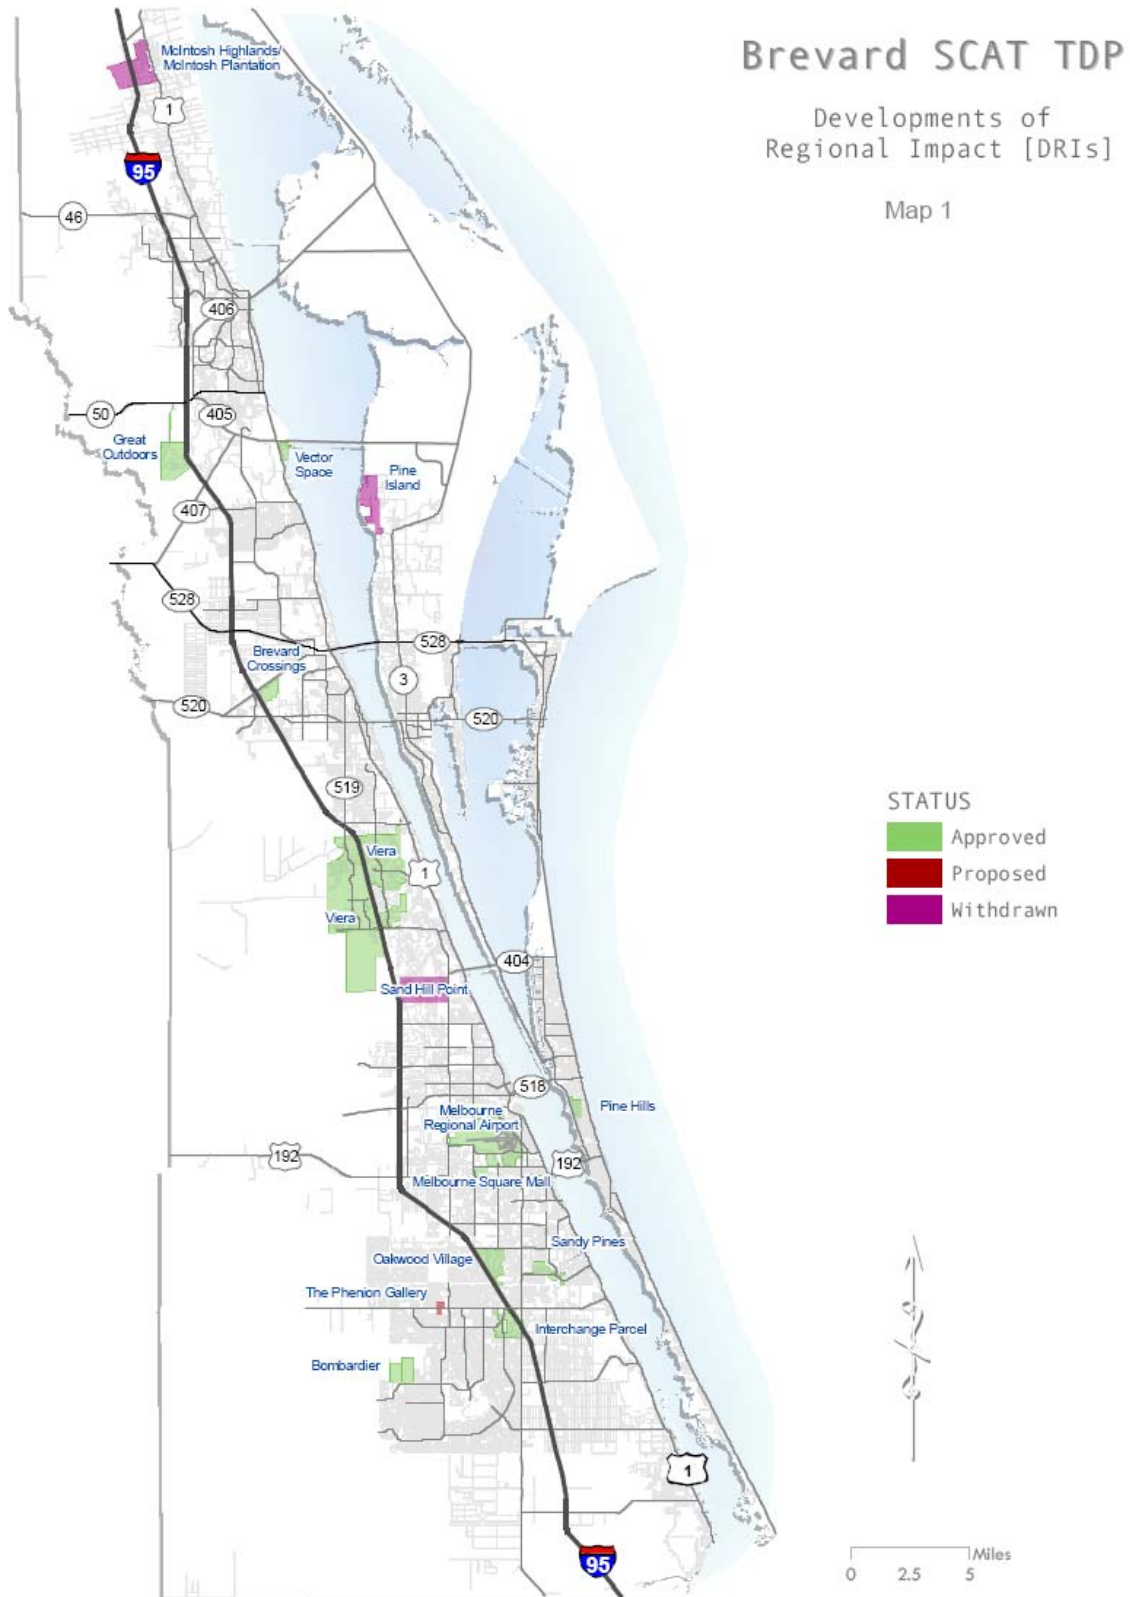 Brevard SCAT TDP
Developments of
Regional Impact [DRIs]
Map 1
McIntosh Highlands/
McIntosh Plantation
1
95
46
406
50
405
Great
Outdoors
Vector
Space
Pine
Island
407
528
528
Brevard
Crossings
3
520
520
519
STATUS
Approved
Proposed
Withdrawn
Viera
1
Viera
404
Sand Hill Point
518
Melbourne
Regional Airport
Pine Hills
192
192
Melbourne Square Mall
Sandy Pines
Oakwood Village
The Phenion Gallery
Interchange Parcel
Bombardier
1
95
Miles
0 2.5 5